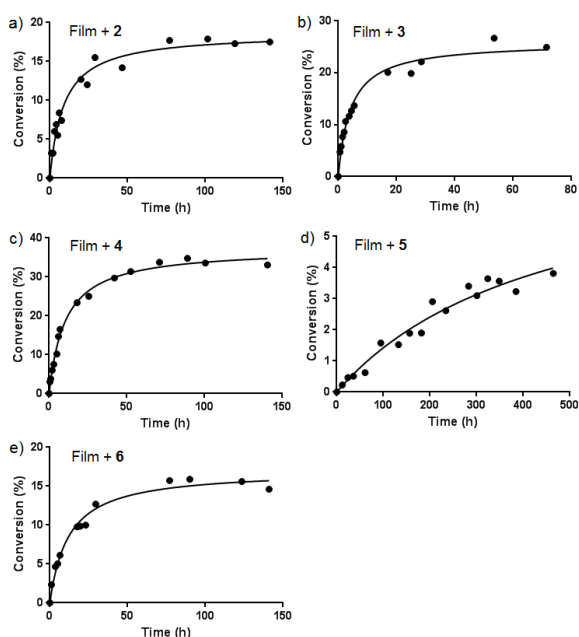 a) Film + 2
Conversion (%)
20
15
10
5
0
0 50 100 150
Time (h)
b) Film + 3
Conversion (%)
30
20
10
0
0 20 40 60 80
Time (h)
c) Film + 4
Conversion (%)
40
30
20
10
0
0 50 100 150
Time (h)
d) Film + 5
Conversion (%)
5
4
3
2
1
0
0 100 200 300 400 500
Time (h)
e) Film + 6
Conversion (%)
20
15
10
5
0
0 50 100 150
Time (h)